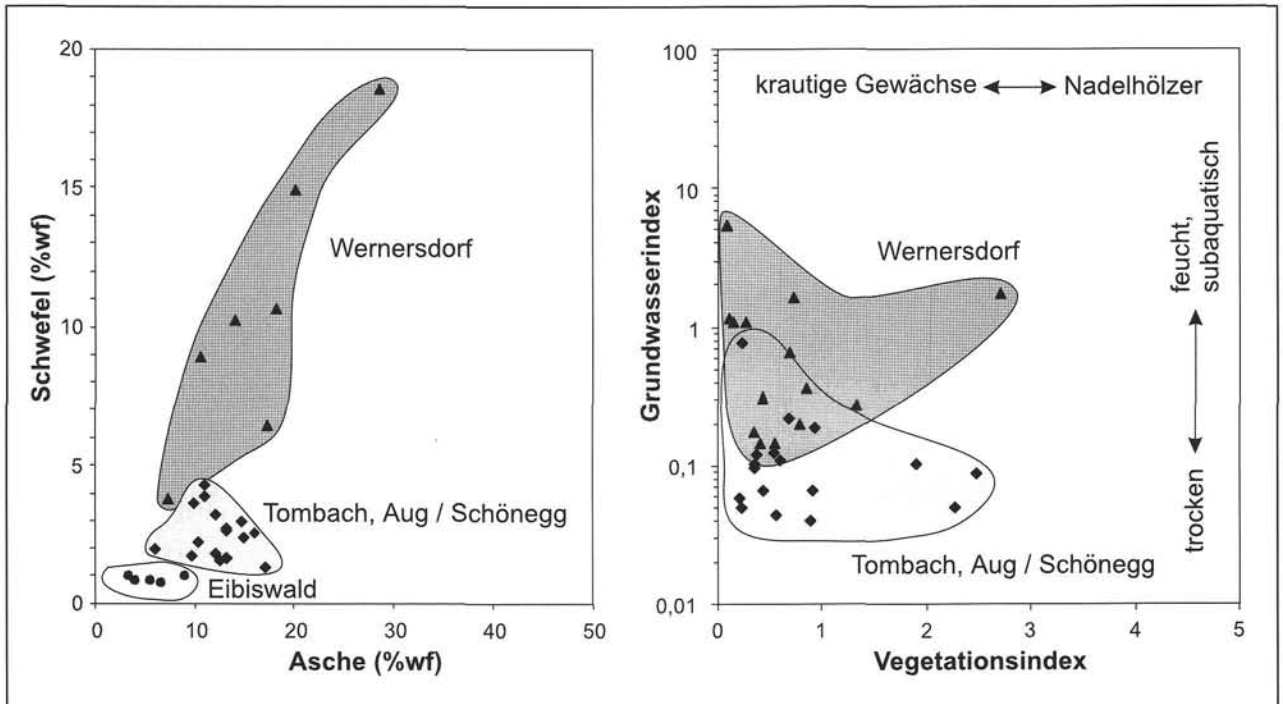 20
15
10
5
0
Schwefel (%wf)
Wernersdorf
Tombach, Aug / Schönegg
Eibiswald
0 10 20 30 40 50
Asche (%wf)
100
10
1
0,1
0,01
Grundwasserindex
krautige Gewächse Nadelhölzer
Wernersdorf
feucht,
subaquatisch
trocken
Tombach, Aug / Schönegg
0 1 2 3 4 5
Vegetationsindex